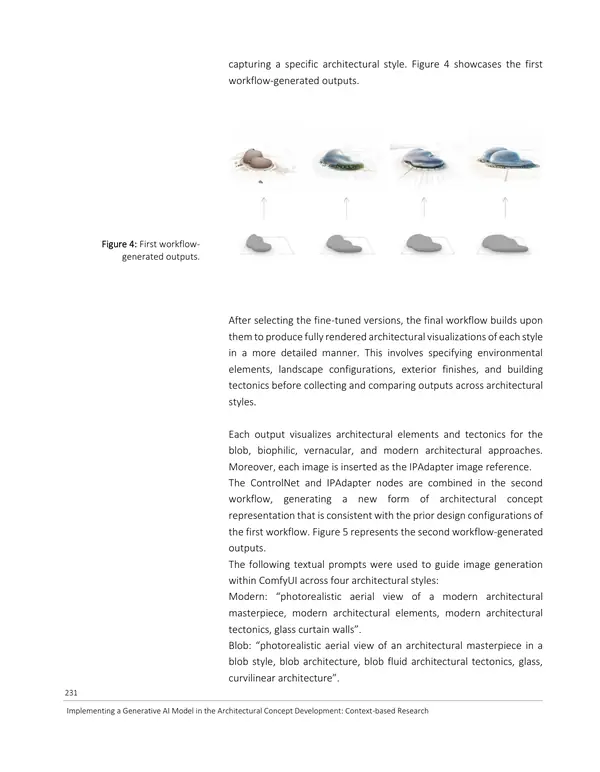 capturing a specific architectural style. Figure 4 showcases the first
workflow-generated outputs.
Figure 4: First workflow-
generated outputs.
After selecting the fine-tuned versions, the final workflow builds upon
them to produce fully rendered architectural visualizations of each style
in a more detailed manner. This involves specifying environmental
elements, landscape configurations, exterior finishes, and building
tectonics before collecting and comparing outputs across architectural
styles.
Each output visualizes architectural elements and tectonics for the
blob, biophilic, vernacular, and modern architectural approaches.
Moreover, each image is inserted as the IPAdapter image reference.
The ControlNet and IPAdapter nodes are combined in the second
workflow, generating a new form of architectural concept
representation that is consistent with the prior design configurations of
the first workflow. Figure 5 represents the second workflow-generated
outputs.
The following textual prompts were used to guide image generation
within ComfyUI across four architectural styles:
Modern: “photorealistic aerial view of a modern architectural
masterpiece, modern architectural elements, modern architectural
tectonics, glass curtain walls”.
Blob: “photorealistic aerial view of an architectural masterpiece in a
blob style, blob architecture, blob fluid architectural tectonics, glass,
curvilinear architecture”.
231
Implementing a Generative AI Model in the Architectural Concept Development: Context-based Research